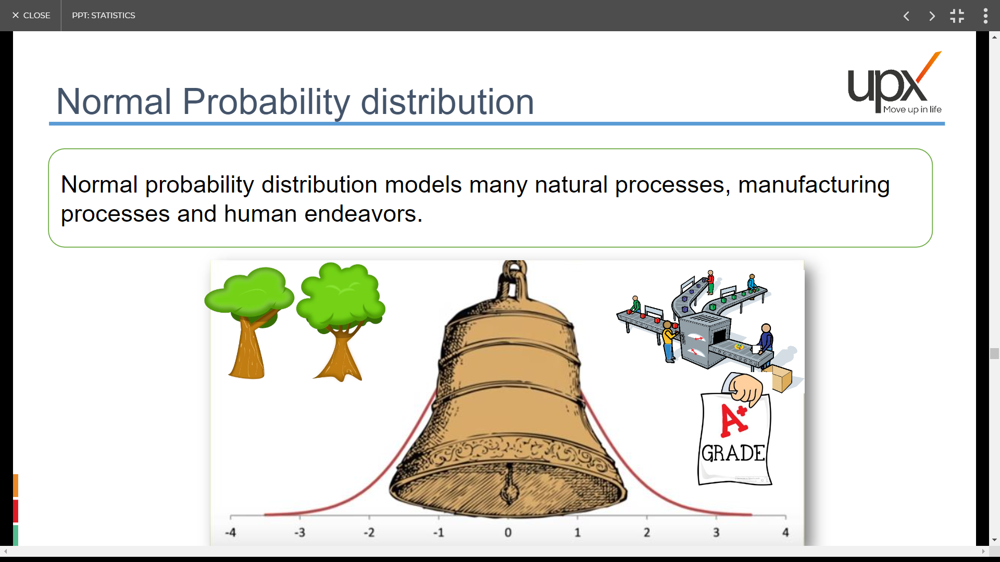 CLOSE
PPT: STATISTICS
upx
Move up in life
Normal Probability distribution
Normal probability distribution models many natural processes, manufacturing
processes and human endeavors.
A+
GRADE
-4 -3 -2 -1 0 1 2 3 4